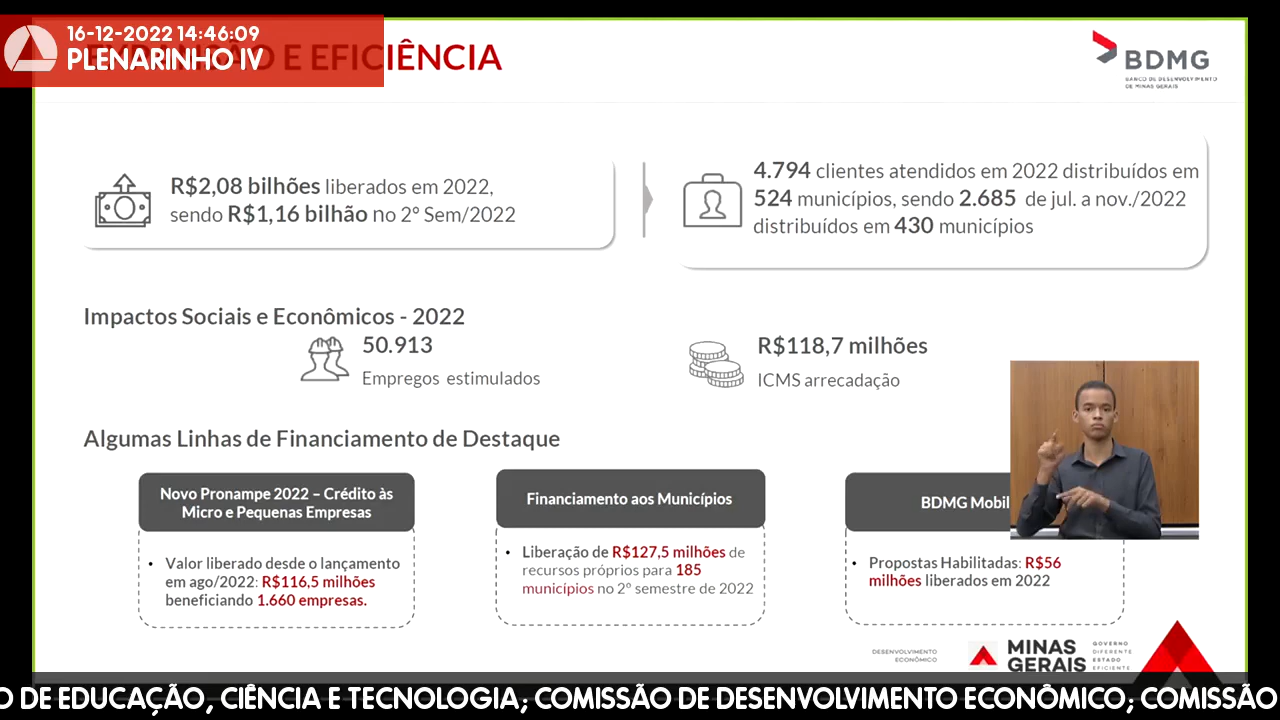 16-12-2022 14:46:09
PLENARINHO IV
E EFICIÊNCIA
BDMG
BANCO DE DESENVOLVIMENTO
DE MINAS GERAIS
R$2,08 bilhões liberados em 2022,
sendo R$1,16 bilhão no 2º Sem/2022
4.794 clientes atendidos em 2022 distribuídos em
524 municípios, sendo 2.685 de jul. a nov./2022
distribuídos em 430 municípios
Impactos Sociais e Econômicos - 2022
50.913
Empregos estimulados
R$118,7 milhões
ICMS arrecadação
Algumas Linhas de Financiamento de Destaque
Novo Pronampe 2022 – Crédito às
Micro e Pequenas Empresas
• Valor liberado desde o lançamento
em ago/2022: R$116,5 milhões
beneficiando 1.660 empresas.
Financiamento aos Municípios
• Liberação de R$127,5 milhões de
recursos próprios para 185
municípios no 2º semestre de 2022
BDMG Mobil
• Propostas Habilitadas: R$56
milhões liberados em 2022
DESENVOLVIMENTO
ECONÔMICO
MINAS
GERAIS
GOVERNO
DIFERENTE
ESTADO
EFICIENTE
O DE EDUCAÇÃO, CIÊNCIA E TECNOLOGIA; COMISSÃO DE DESENVOLVIMENTO ECONÔMICO; COMISSÃO